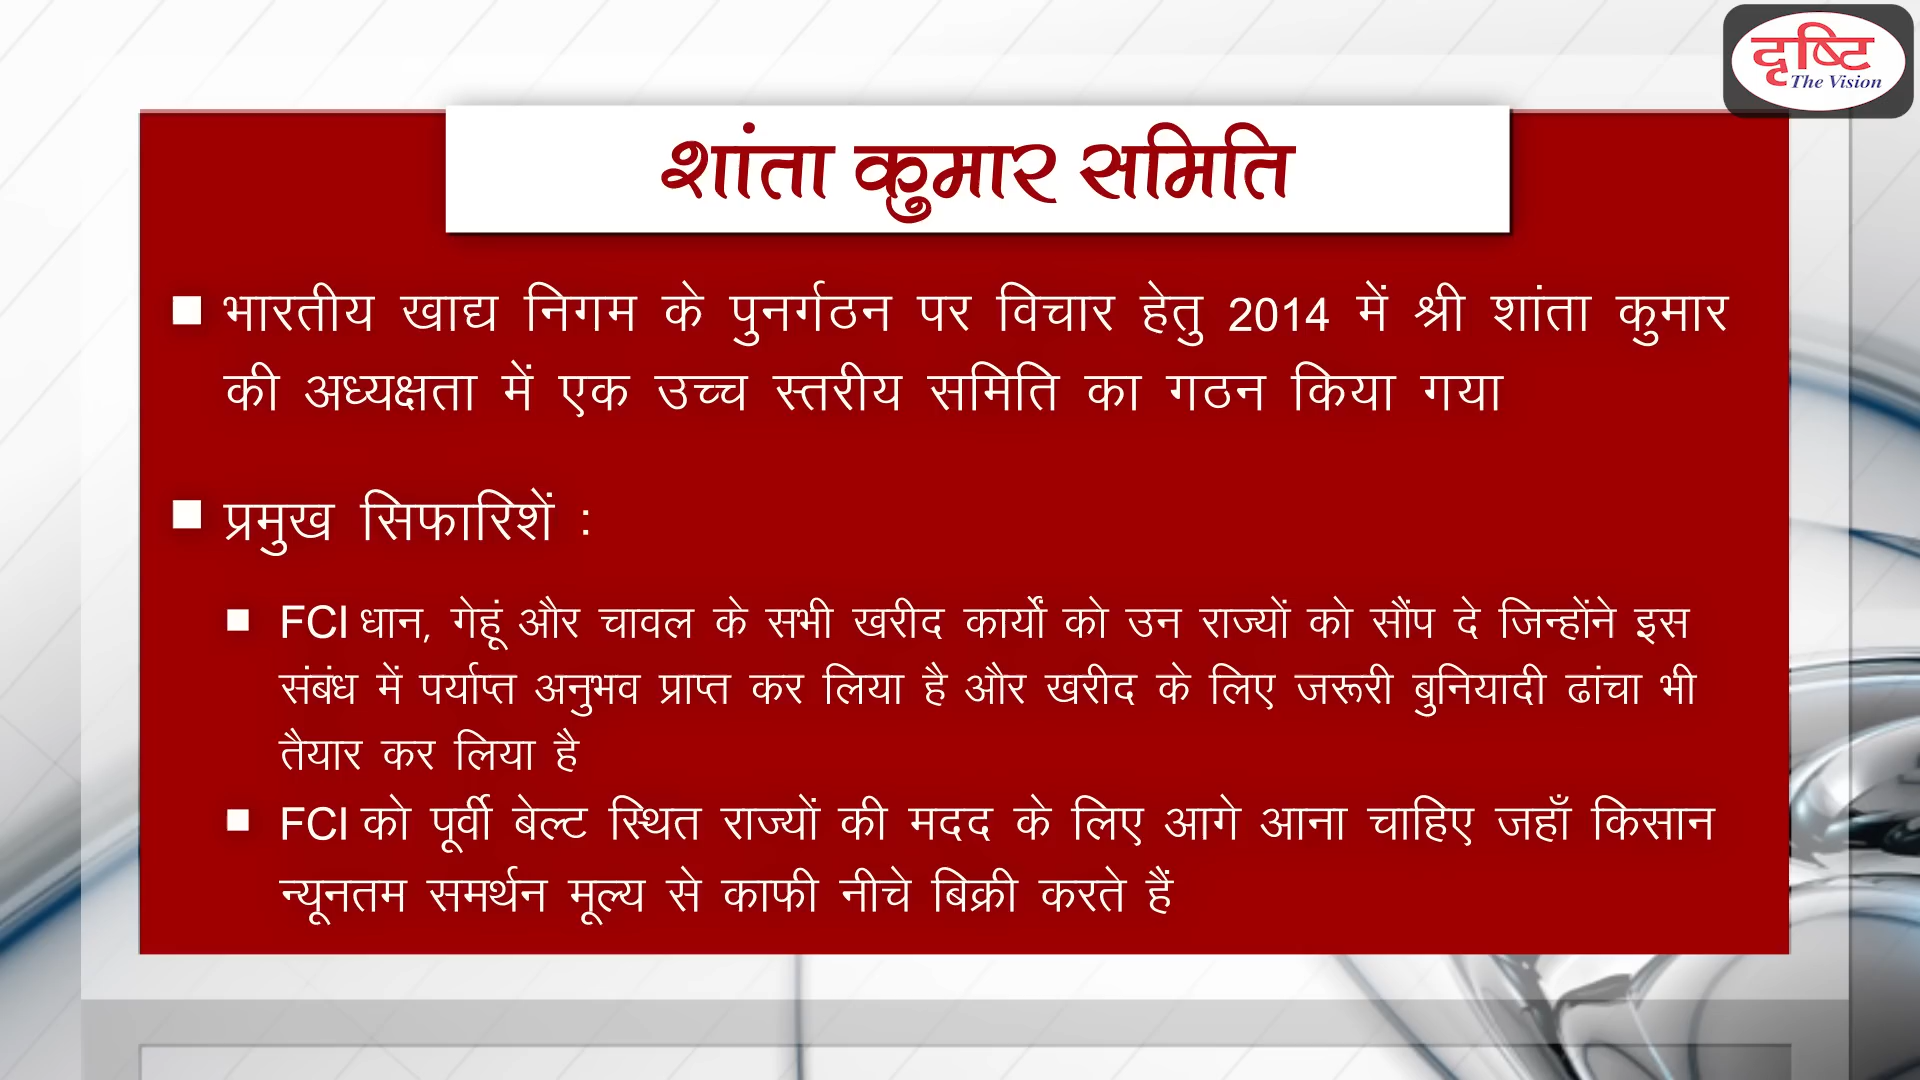 दृष्टि
The Vision
शांता कुमार समिति
■ भारतीय खाद्य निगम के पुनर्गठन पर विचार हेतु 2014 में श्री शांता कुमार
की अध्यक्षता में एक उच्च स्तरीय समिति का गठन किया गया
■ प्रमुख सिफारिशें :
■ FCI धान, गेहूं और चावल के सभी खरीद कार्यों को उन राज्यों को सौंप दे जिन्होंने इस
संबंध में पर्याप्त अनुभव प्राप्त कर लिया है और खरीद के लिए जरूरी बुनियादी ढांचा भी
तैयार कर लिया है
■ FCI को पूर्वी बेल्ट स्थित राज्यों की मदद के लिए आगे आना चाहिए जहाँ किसान
न्यूनतम समर्थन मूल्य से काफी नीचे बिक्री करते हैं